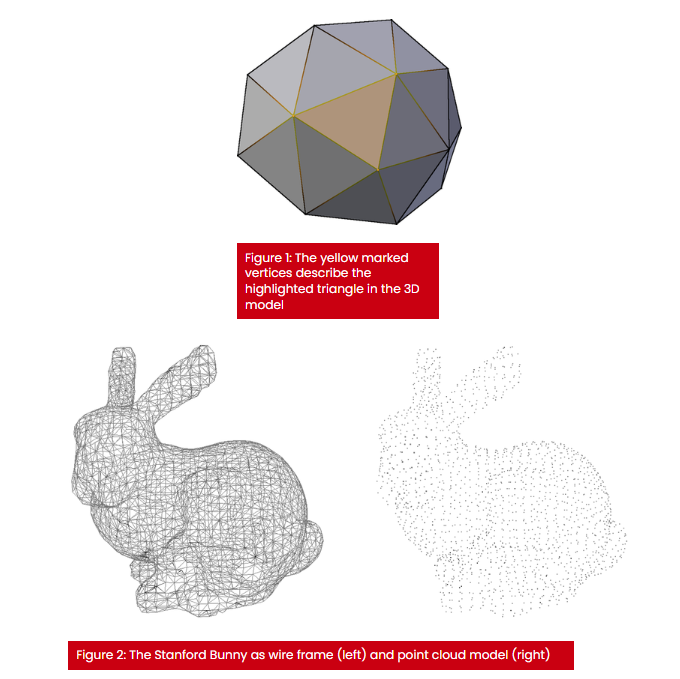 Figure 1: The yellow marked
vertices describe the
highlighted triangle in the 3D
model
Figure 2: The Stanford Bunny as wire frame (left) and point cloud model (right)